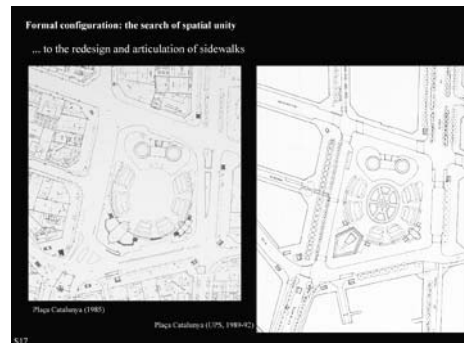 Formal configuration: the search of spatial unity
... to the redesign and articulation of sidewalks
Plaça Catalunya (1985)
Plaça Catalunya (UPS, 1989-92)
S17